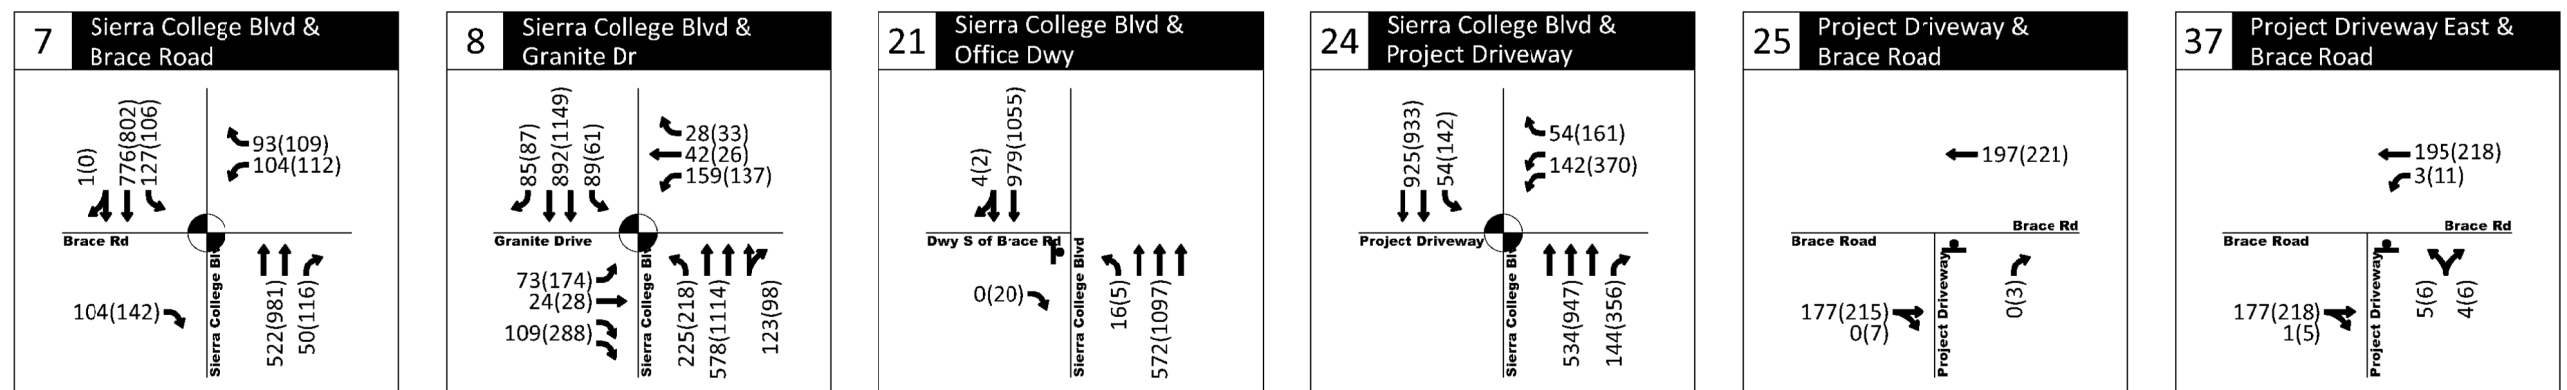 7
Sierra College Blvd &
Brace Road
1(0)
776(802)
127(106)
93(109)
104(112)
Brace Rd
Sierra College Blv
104(142)
522(981)
50(116)
8
Sierra College Blvd &
Granite Dr
85(87)
892(1149)
89(61)
28(33)
42(26)
159(137)
Granite Drive
Sierra College Blv
73(174)
24(28)
109(288)
225(218)
578(1114)
123(98)
21
Sierra College Blvd &
Office Dwy
4(2)
979(1055)
Dwy S of Brace Rd
Sierra College Blvd
0(20)
16(5)
572(1097)
24
Sierra College Blvd &
Project Driveway
925(933)
54(142)
54(161)
142(370)
Project Driveway
Sierra College Blv
534(947)
144(356)
25
Project Driveway &
Brace Road
197(221)
Brace Rd
Brace Road
Project Driveway
177(215)
0(7)
0(3)
37
Project Driveway East &
Brace Road
195(218)
3(11)
Brace Rd
Brace Road
Project Driveway
177(218)
1(5)
5(6)
4(6)